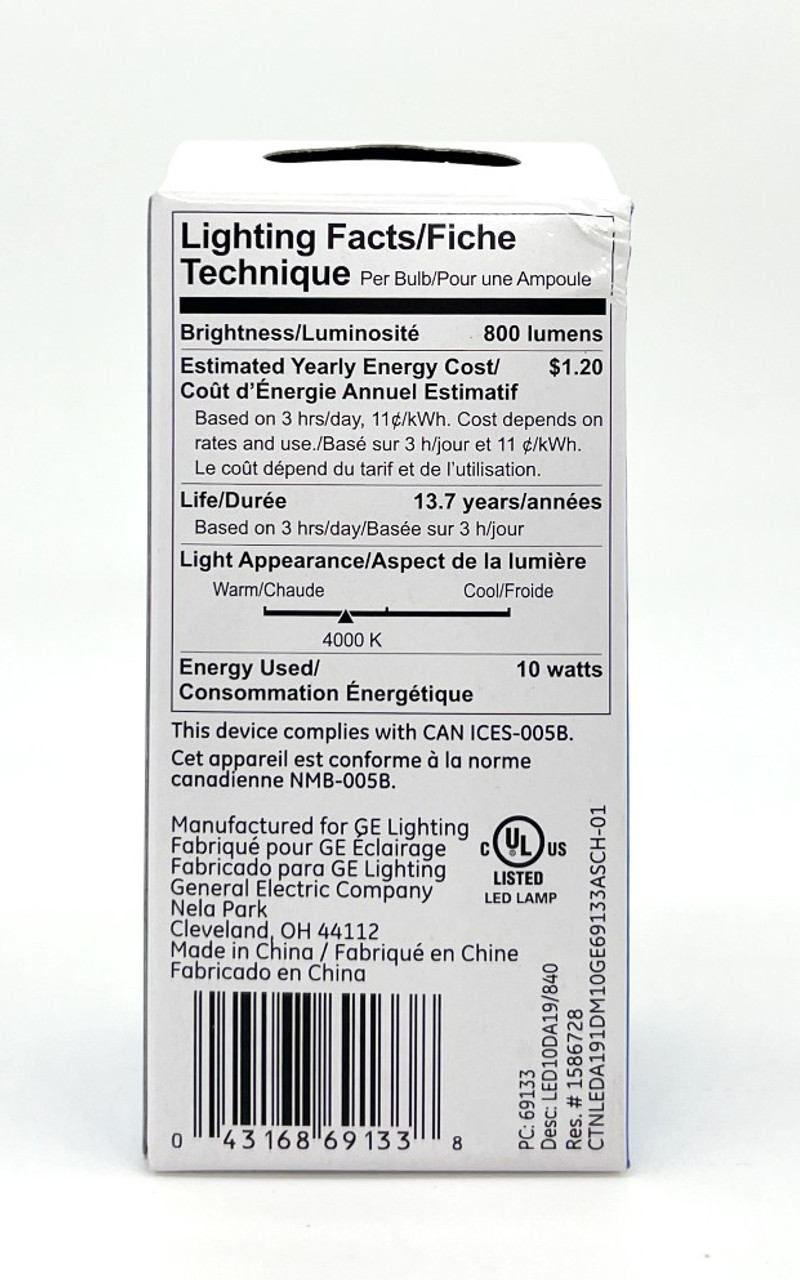 Lighting Facts/Fiche
Technique Per Bulb/Pour une Ampoule
Brightness/Luminosité 800 lumens
Estimated Yearly Energy Cost/ $1.20
Coût d'Énergie Annuel Estimatif
Based on 3 hrs/day, 11¢/kWh. Cost depends on
rates and use./Basé sur 3 h/jour et 11 ¢/kWh.
Le coût dépend du tarif et de l'utilisation.
Life/Durée 13.7 years/années
Based on 3 hrs/day/Basée sur 3 h/jour
Light Appearance/Aspect de la lumière
Warm/Chaude Cool/Froide
4000 K
Energy Used/ 10 watts
Consommation Énergétique
This device complies with CAN ICES-005B.
Cet appareil est conforme à la norme
canadienne NMB-005B.
Manufactured for GE Lighting
Fabriqué pour GE Éclairage
Fabricado para GE Lighting
General Electric Company
Nela Park
Cleveland, OH 44112
Made in China / Fabriqué en Chine
Fabricado en China
C UL US
LISTED
LED LAMP
0 43168 69133 8
PC: 69133
Desc: LED10DA19/840
Res. # 1586728
CTNLEDA191DM10GE69133ASCH-01